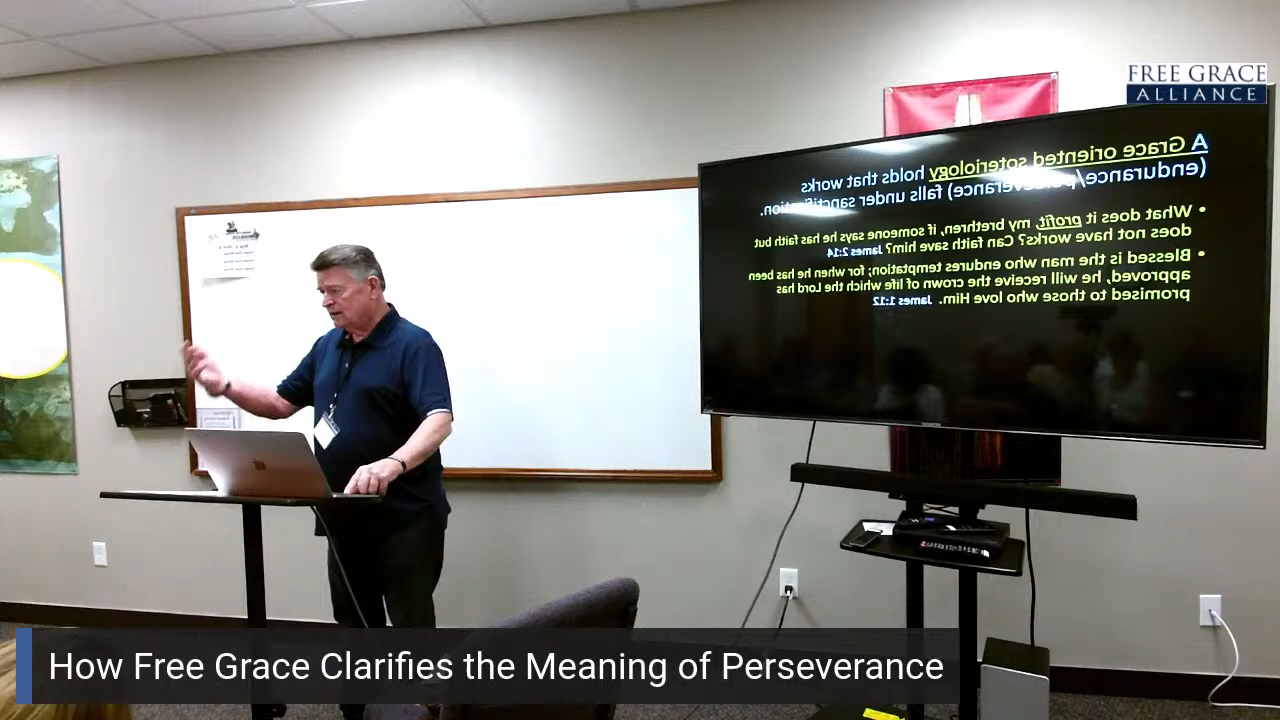 FREE GRACE
ALLIANCE
A Grace oriented soteriology holds that works
(endurance/perseverance) falls under sanctification.
• What does it profit, my brethren, if someone says he has faith but
does not have works? Can faith save him? James 2:14
• Blessed is the man who endures temptation; for when he has been
approved, he will receive the crown of life which the Lord has
promised to those who love Him. James 1:12
How Free Grace Clarifies the Meaning of Perseverance